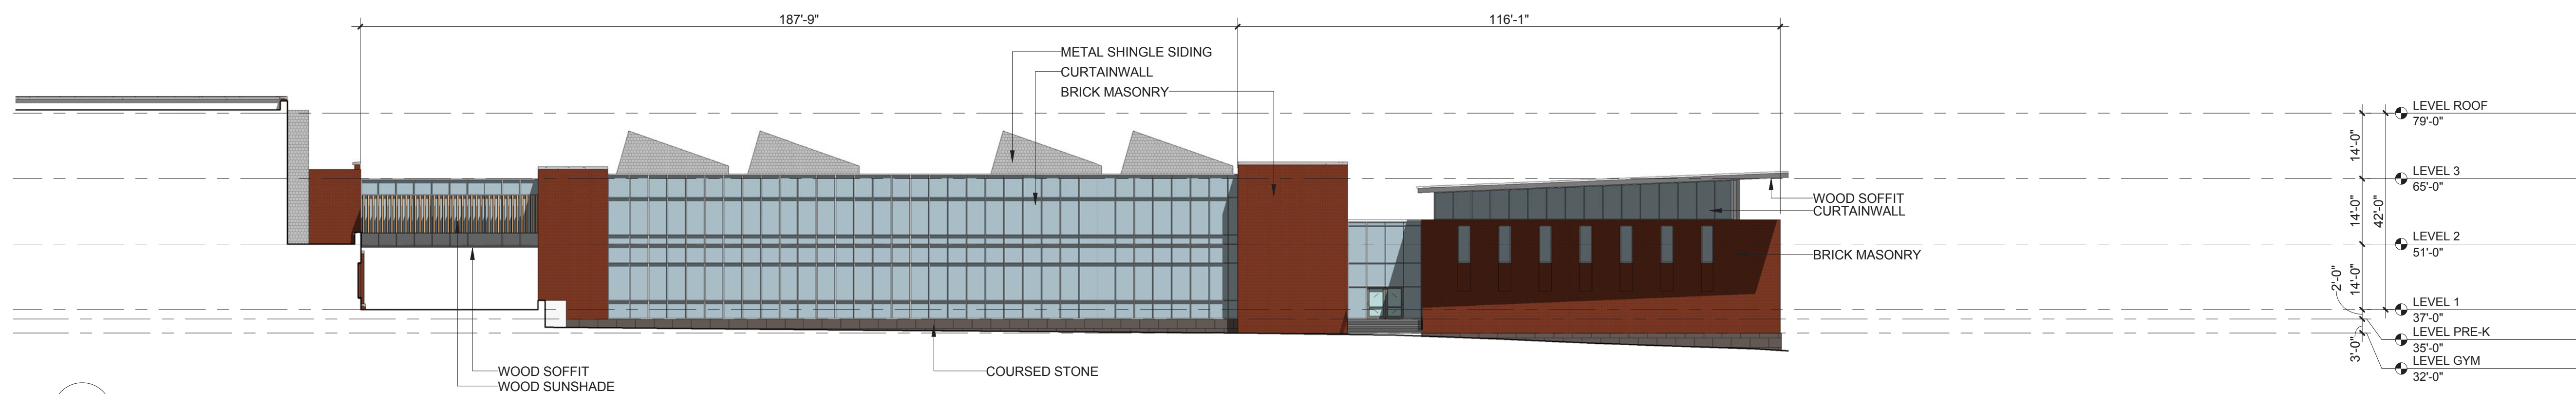 187'-9"
116'-1"
METAL SHINGLE SIDING
CURTAINWALL
BRICK MASONRY
WOOD SOFFIT
CURTAINWALL
BRICK MASONRY
WOOD SOFFIT
WOOD SUNSHADE
COURSED STONE
14'-0"
14'-0"
42'-0"
14'-0"
2'-0"
3'-0"
LEVEL ROOF
79'-0"
LEVEL 3
65'-0"
LEVEL 2
51'-0"
LEVEL 1
37'-0"
LEVEL PRE-K
35'-0"
LEVEL GYM
32'-0"